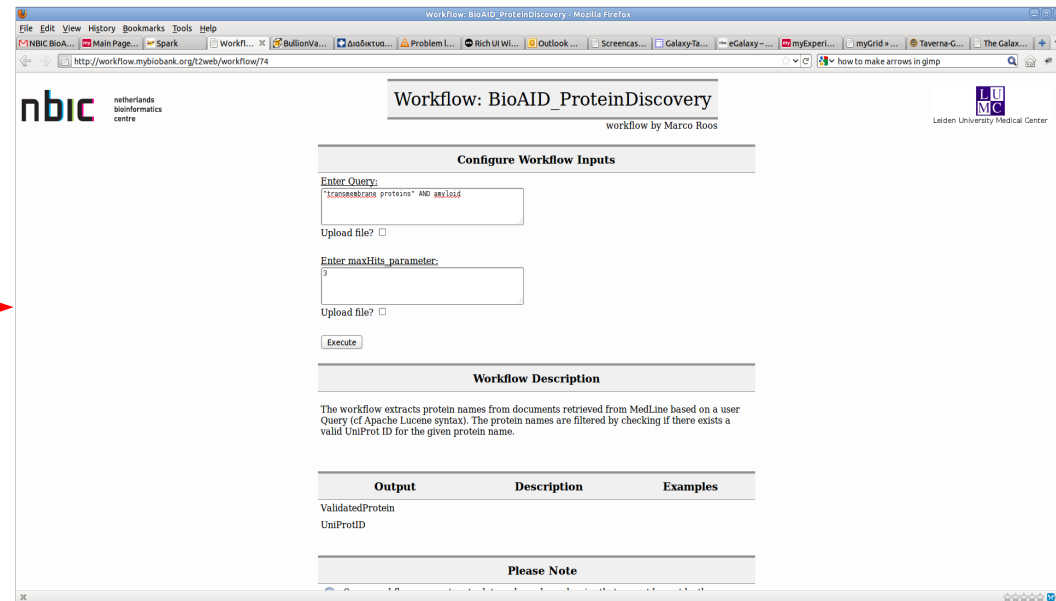 Workflow: BioAID_ProteinDiscovery - Mozilla Firefox
File Edit View History Bookmarks Tools Help
NBIC BioA... Main Page... Spark Workfl... BullionVa... Διαδικτυα... Problem l... Rich UI Wi... Outlook ... Screencas... Galaxy-Ta... eGalaxy – ... myExperi... myGrid » ... Taverna-G... The Galax...
http://workflow.mybiobank.org/t2web/workflow/74 how to make arrows in gimp
nbic netherlands
bioinformatics
centre
Workflow: BioAID_ProteinDiscovery
workflow by Marco Roos
LU
MC
Leiden University Medical Center
Configure Workflow Inputs
Enter Query:
"transmembrane proteins" AND amyloid
Upload file?
Enter maxHits_parameter:
3
Upload file?
Execute
Workflow Description
The workflow extracts protein names from documents retrieved from MedLine based on a user
Query (cf Apache Lucene syntax). The protein names are filtered by checking if there exists a
valid UniProt ID for the given protein name.
Output Description Examples
ValidatedProtein
UniProtID
Please Note